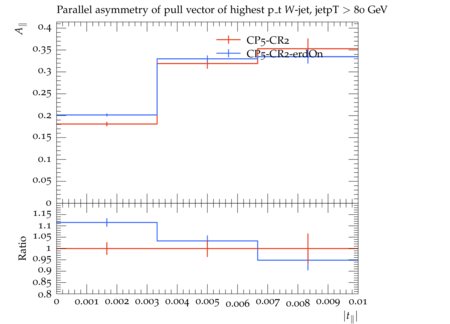 Parallel asymmetry of pull vector of highest p_t W-jet, jetpT > 80 GeV
A∥
0.4
0.35
0.3
0.25
0.2
0.15
0.1
0.05
0
CP5-CR2
CP5-CR2-erdOn
Ratio
1.15
1.1
1.05
1
0.95
0.9
0.85
0.8
0 0.001 0.002 0.003 0.004 0.005 0.006 0.007 0.008 0.009 0.01
|t∥|